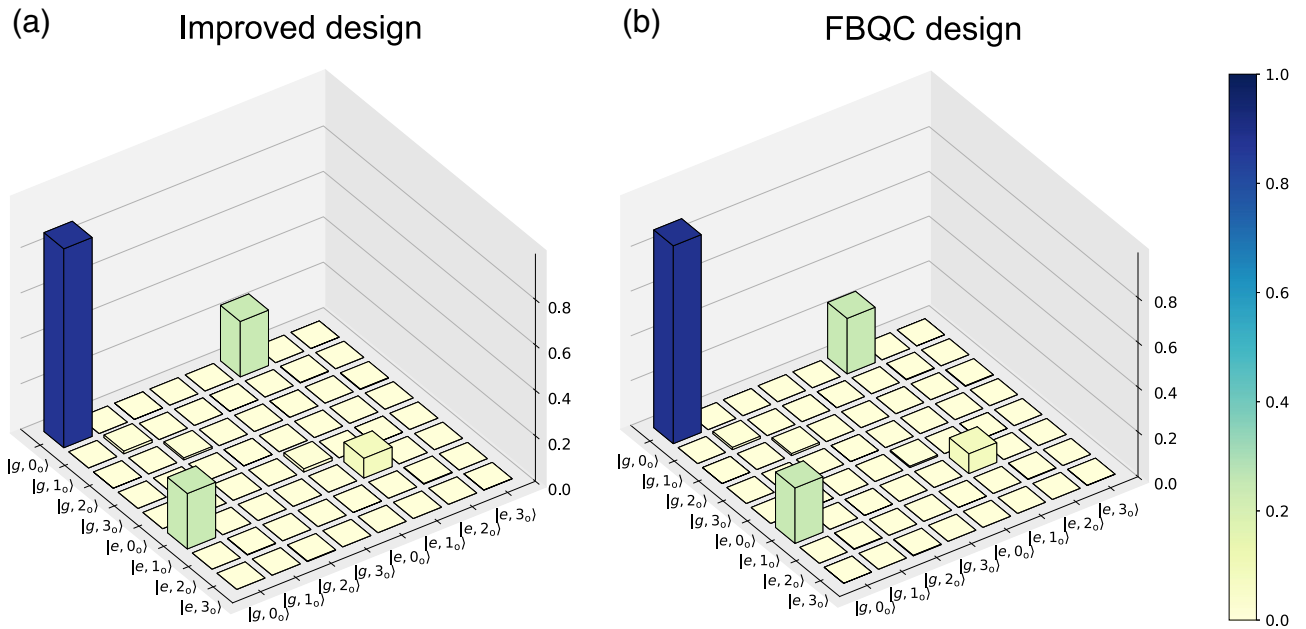 (a)
Improved design
(b)
FBQC design
1.0
0.8
0.6
0.4
0.2
0.0
0.8
0.6
0.4
0.2
0.0
|g, 0ₒ⟩
|g, 1ₒ⟩
|g, 2ₒ⟩
|g, 3ₒ⟩
|e, 0ₒ⟩
|e, 1ₒ⟩
|e, 2ₒ⟩
|e, 3ₒ⟩
|g, 0ₒ⟩
|g, 1ₒ⟩
|g, 2ₒ⟩
|g, 3ₒ⟩
|e, 0ₒ⟩
|e, 1ₒ⟩
|e, 2ₒ⟩
|e, 3ₒ⟩
0.8
0.6
0.4
0.2
0.0
|g, 0ₒ⟩
|g, 1ₒ⟩
|g, 2ₒ⟩
|g, 3ₒ⟩
|e, 0ₒ⟩
|e, 1ₒ⟩
|e, 2ₒ⟩
|e, 3ₒ⟩
|g, 0ₒ⟩
|g, 1ₒ⟩
|g, 2ₒ⟩
|g, 3ₒ⟩
|e, 0ₒ⟩
|e, 1ₒ⟩
|e, 2ₒ⟩
|e, 3ₒ⟩